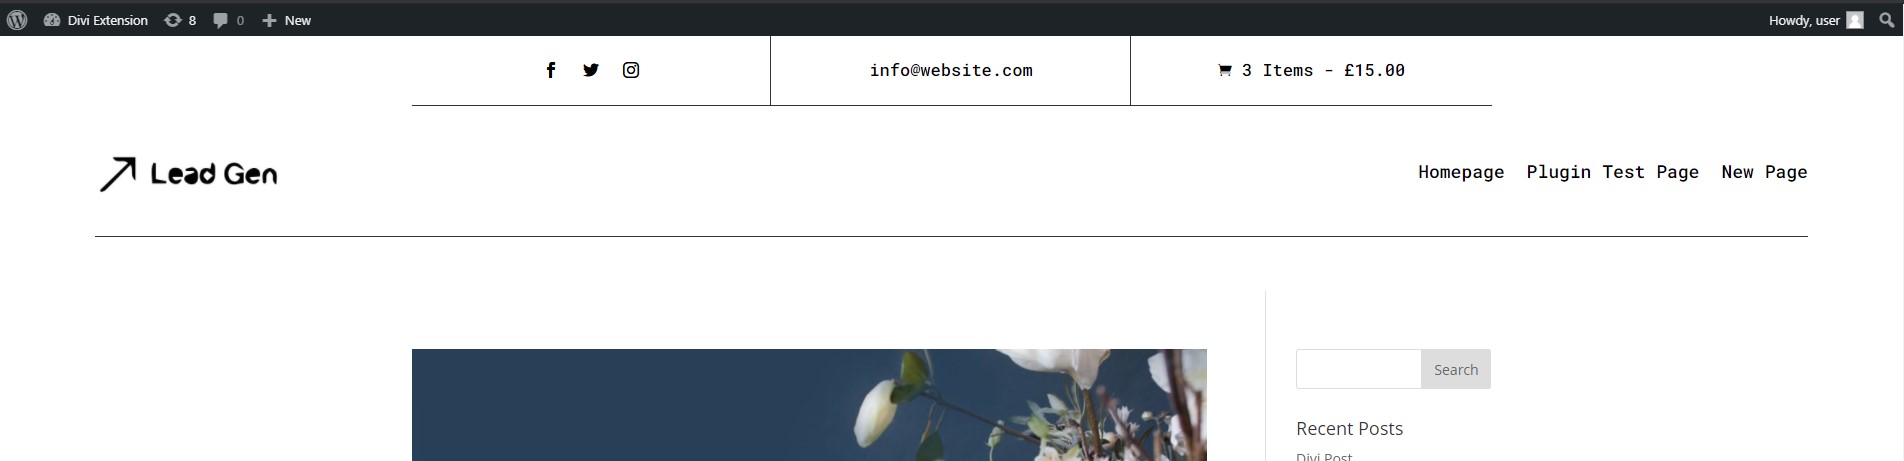 Divi Extension 8 0 New Howdy, user
info@website.com 3 Items - £15.00
Lead Gen Homepage Plugin Test Page New Page
Search
Recent Posts
Divi Post